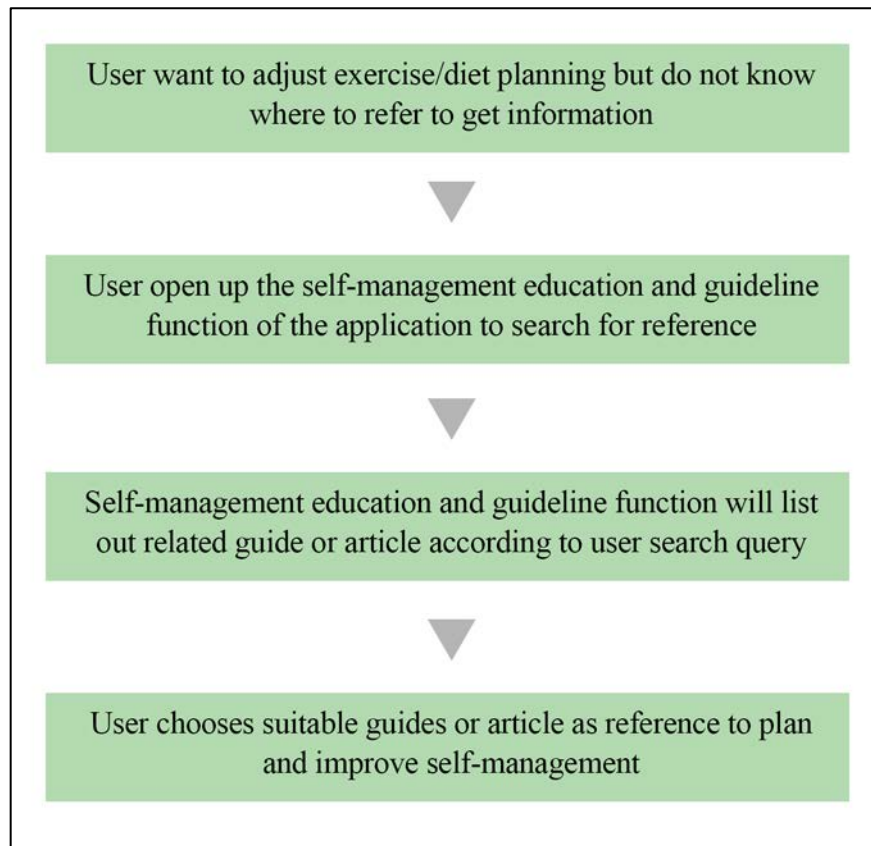 User want to adjust exercise/diet planning but do not know
where to refer to get information
User open up the self-management education and guideline
function of the application to search for reference
Self-management education and guideline function will list
out related guide or article according to user search query
User chooses suitable guides or article as reference to plan
and improve self-management